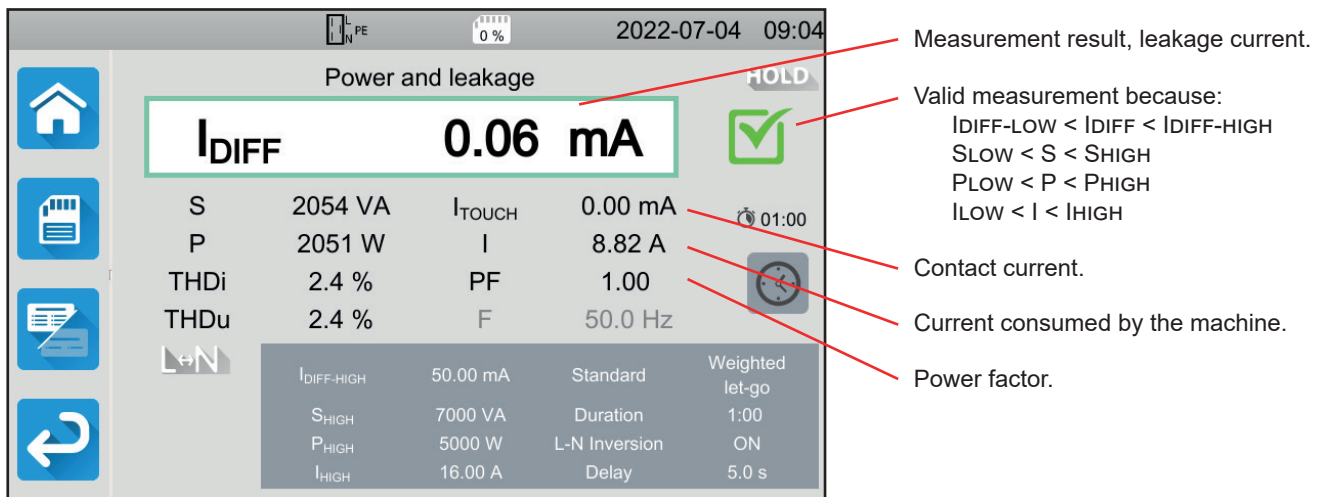 L N PE 0 % 2022-07-04 09:04
Power and leakage HOLD
IDIFF 0.06 mA
S 2054 VA ITOUCH 0.00 mA 01:00
P 2051 W I 8.82 A
THDi 2.4 % PF 1.00
THDu 2.4 % F 50.0 Hz
L⇔N
IDIFF-HIGH 50.00 mA Standard Weighted let-go
SHIGH 7000 VA Duration 1:00
PHIGH 5000 W L-N Inversion ON
IHIGH 16.00 A Delay 5.0 s
Measurement result, leakage current.
Valid measurement because:
IDIFF-LOW < IDIFF < IDIFF-HIGH
SLOW < S < SHIGH
PLOW < P < PHIGH
ILOW < I < IHIGH
Contact current.
Current consumed by the machine.
Power factor.